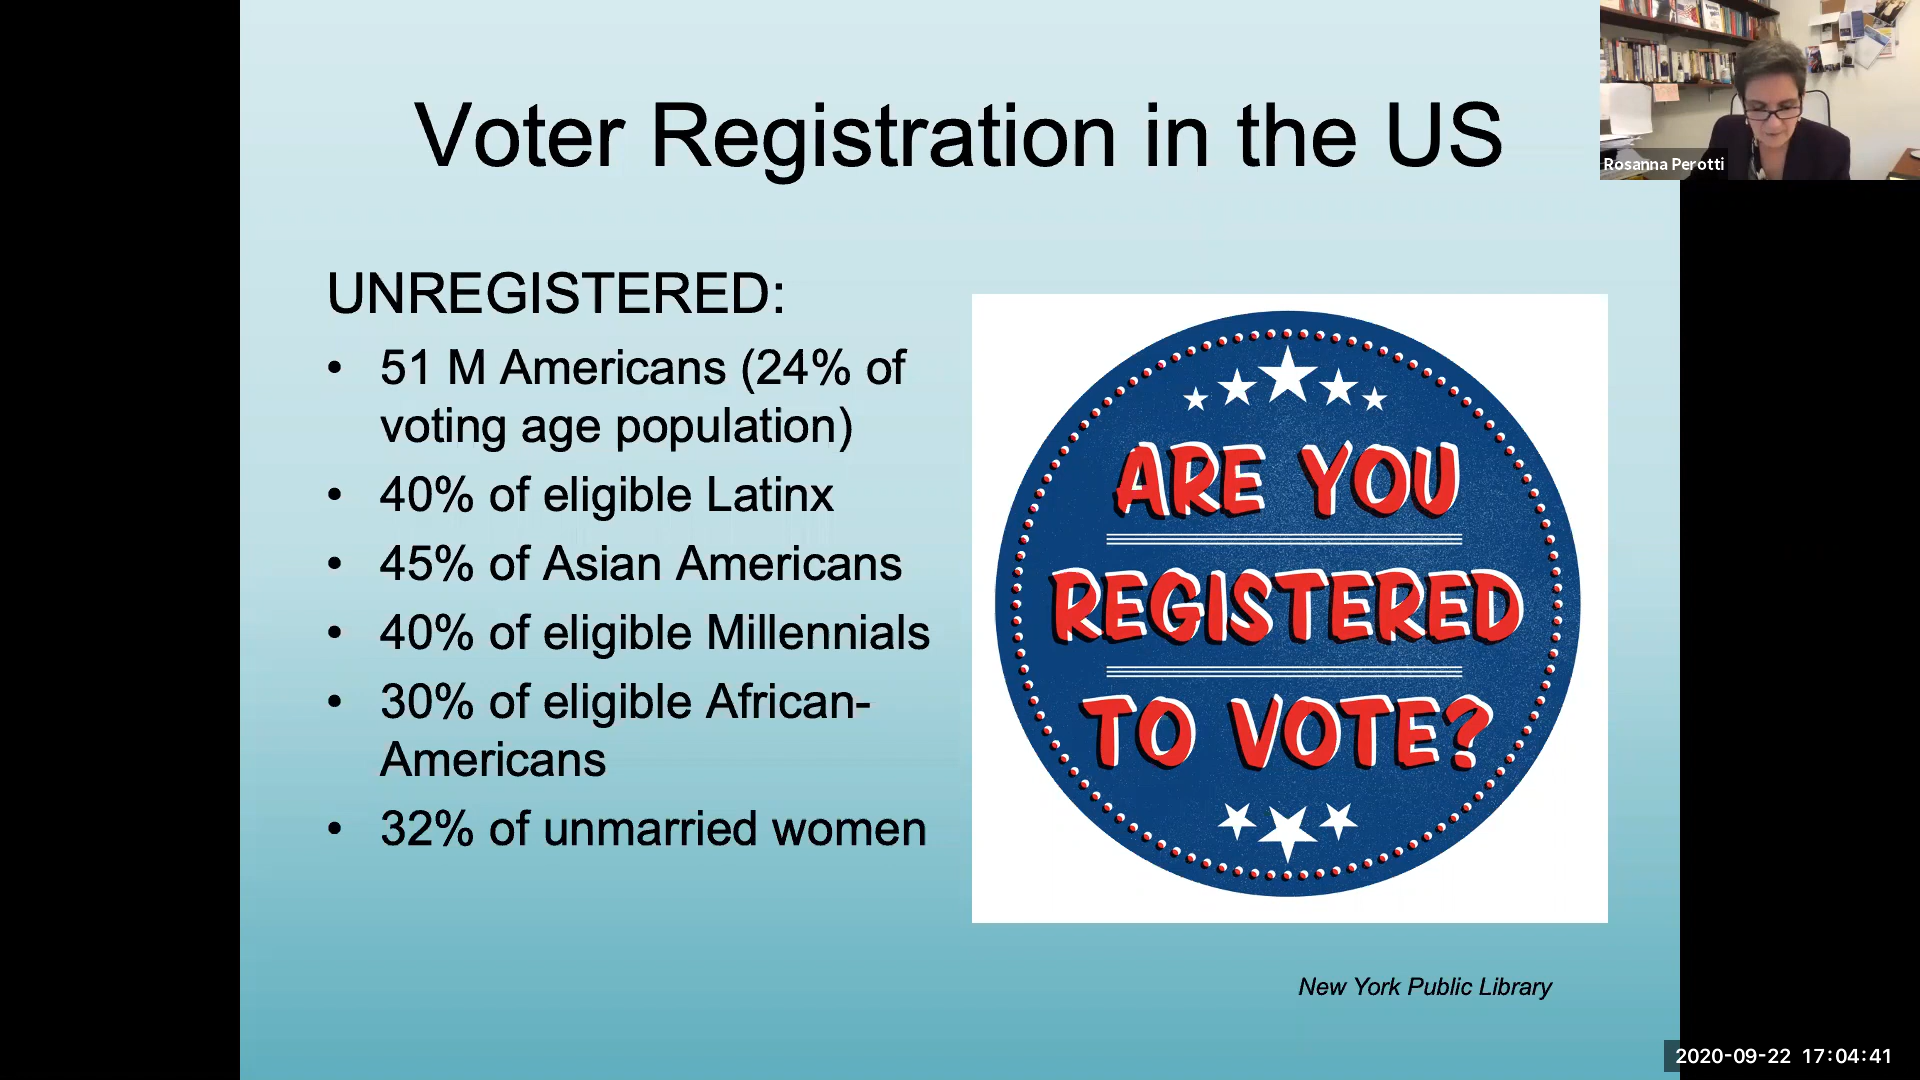 Voter Registration in the US
Rosanna Perotti
UNREGISTERED:
• 51 M Americans (24% of
voting age population)
• 40% of eligible Latinx
• 45% of Asian Americans
• 40% of eligible Millennials
• 30% of eligible African-
Americans
• 32% of unmarried women
ARE YOU
REGISTERED
TO VOTE?
New York Public Library
2020-09-22 17:04:41